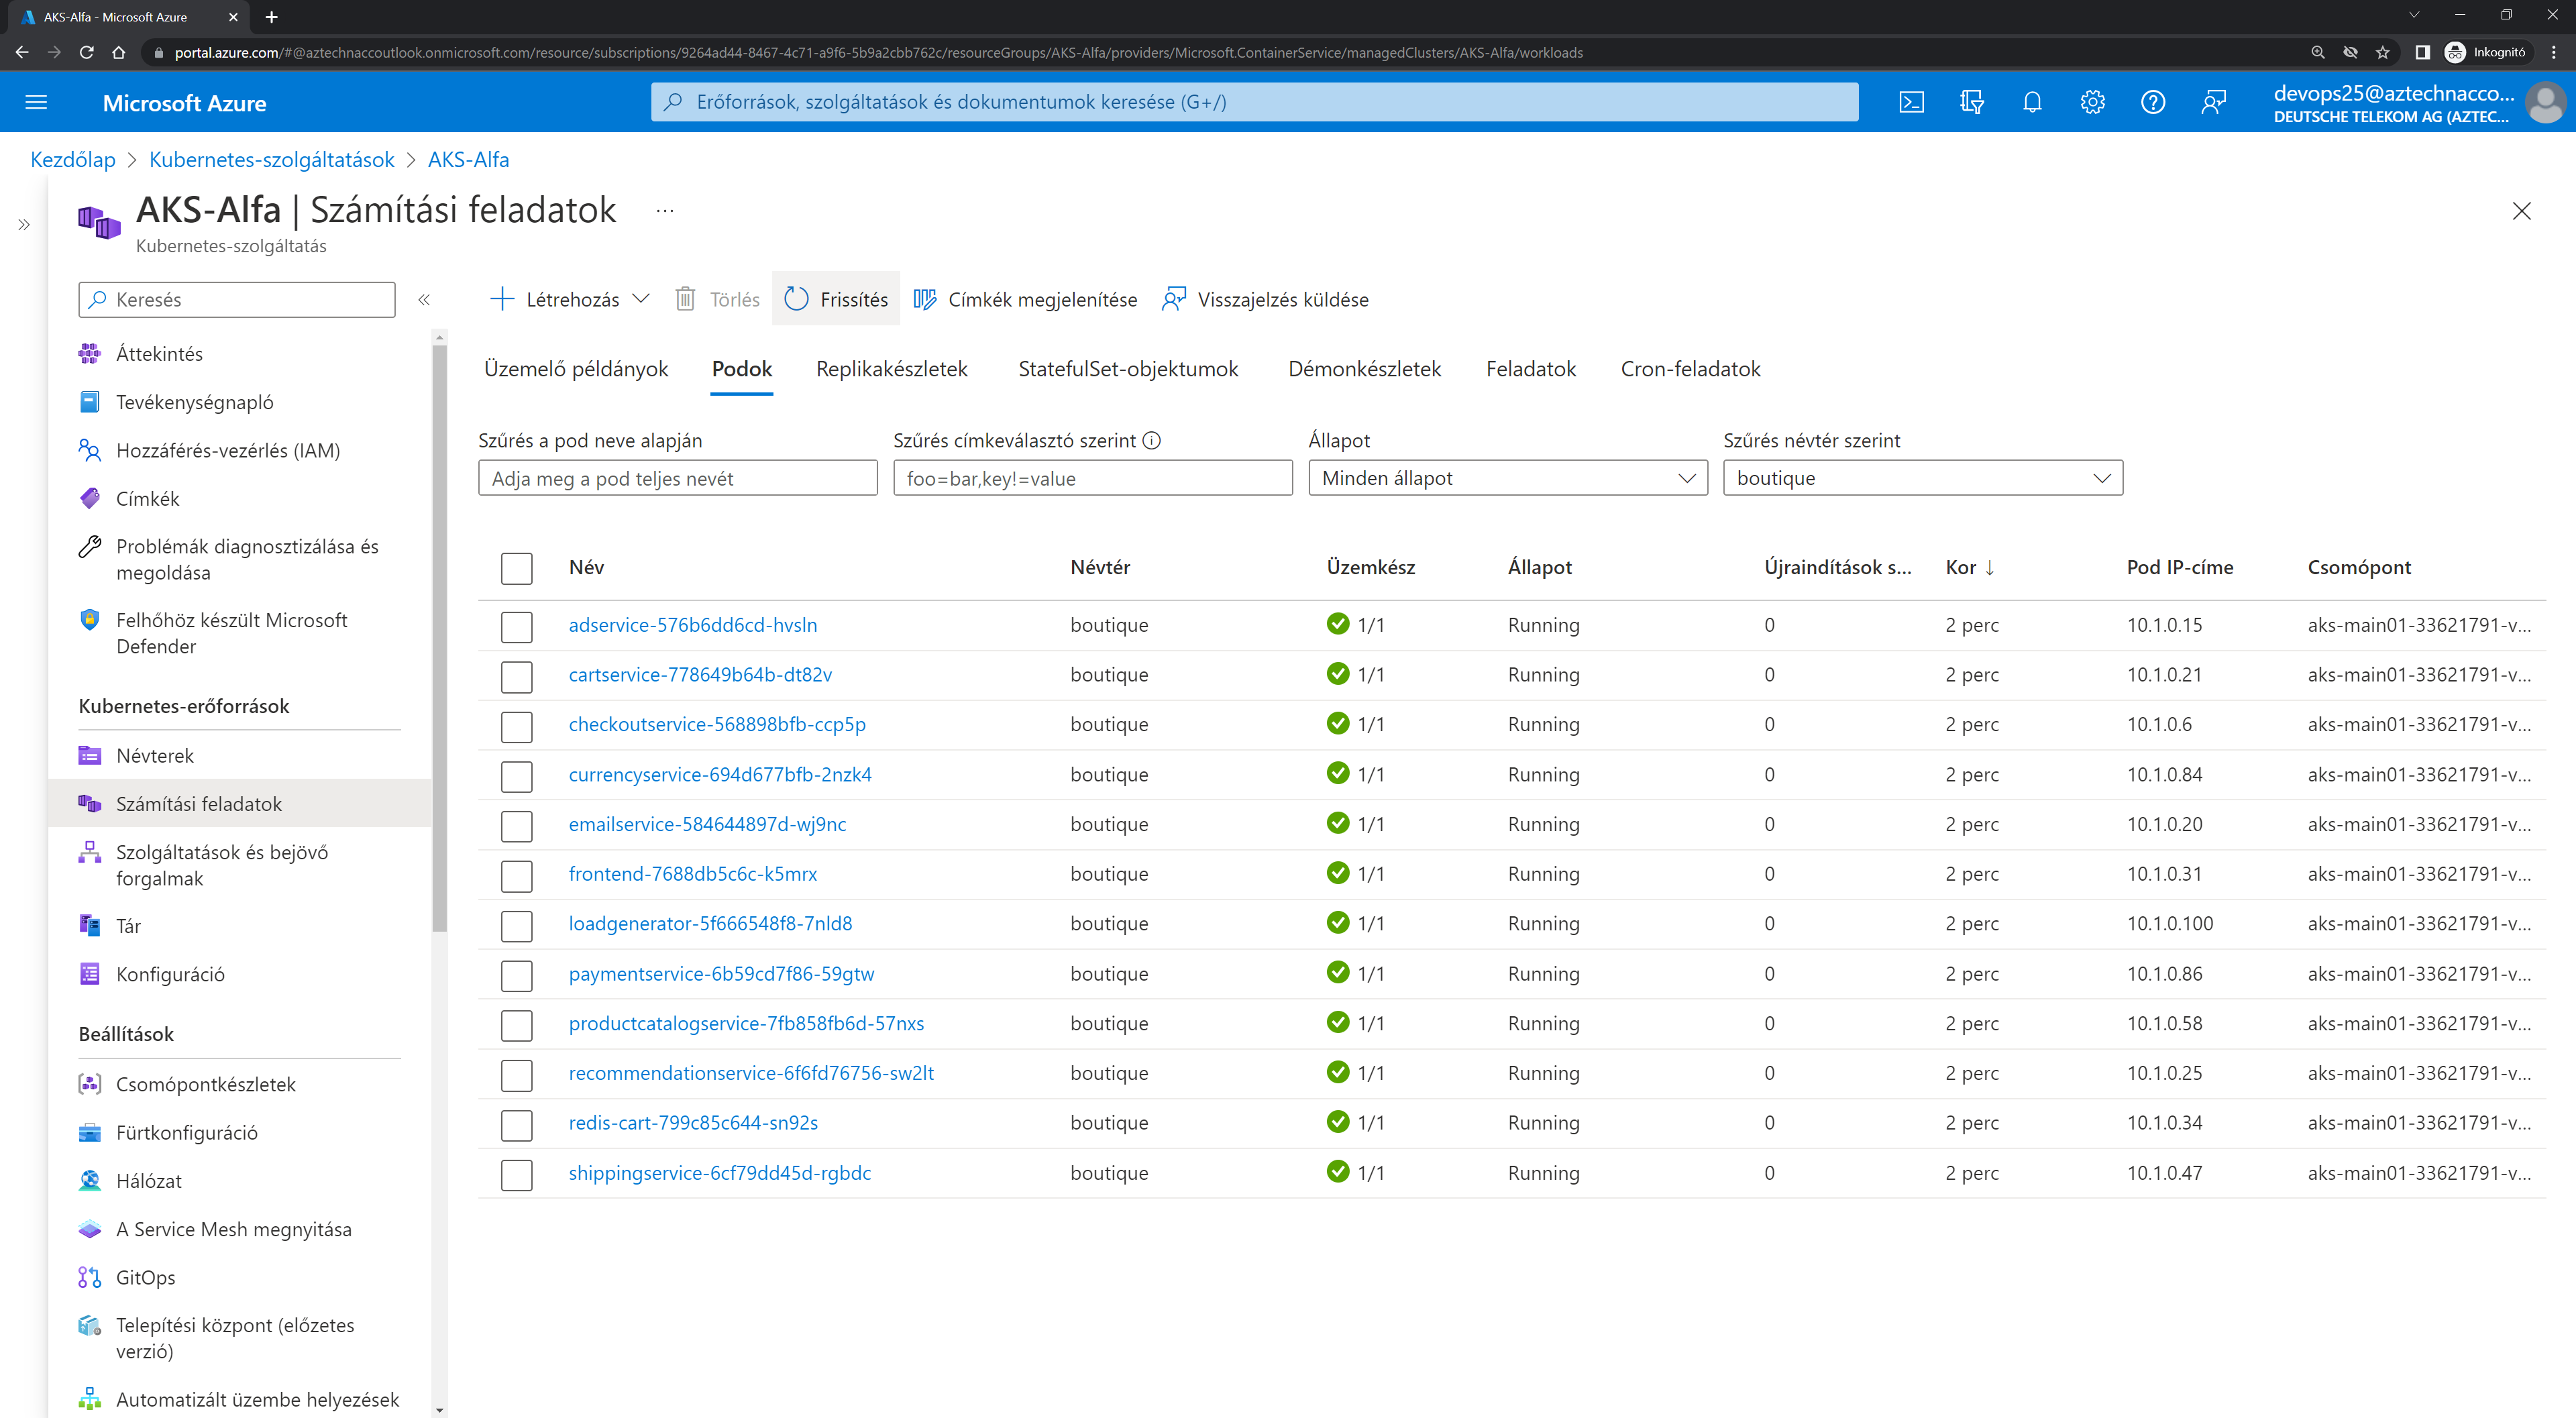 AKS-Alfa - Microsoft Azure
portal.azure.com/#@aztechnaccoutlook.onmicrosoft.com/resource/subscriptions/9264ad44-8467-4c71-a9f6-5b9a2cbb762c/resourceGroups/AKS-Alfa/providers/Microsoft.ContainerService/managedClusters/AKS-Alfa/workloads
Inkognitó
Microsoft Azure
Erőforrások, szolgáltatások és dokumentumok keresése (G+/)
devops25@aztechnacco...
DEUTSCHE TELEKOM AG (AZTEC...
Kezdőlap > Kubernetes-szolgáltatások > AKS-Alfa
AKS-Alfa | Számítási feladatok ...
Kubernetes-szolgáltatás
Keresés
Áttekintés
Tevékenységnapló
Hozzáférés-vezérlés (IAM)
Címkék
Problémák diagnosztizálása és
megoldása
Felhőhöz készült Microsoft
Defender
Kubernetes-erőforrások
Névterek
Számítási feladatok
Szolgáltatások és bejövő
forgalmak
Tár
Konfiguráció
Beállítások
Csomópontkészletek
Fürtkonfiguráció
Hálózat
A Service Mesh megnyitása
GitOps
Telepítési központ (előzetes
verzió)
Automatizált üzembe helyezések
Létrehozás Törlés Frissítés Címkék megjelenítése Visszajelzés küldése
Üzemelő példányok Podok Replikakészletek StatefulSet-objektumok Démonkészletek Feladatok Cron-feladatok
Szűrés a pod neve alapján Szűrés címkeválasztó szerint Állapot Szűrés névtér szerint
Adja meg a pod teljes nevét foo=bar,key!=value Minden állapot boutique
Név Névtér Üzemkész Állapot Újraindítások s... Kor ↓ Pod IP-címe Csomópont
adservice-576b6dd6cd-hvsln boutique 1/1 Running 0 2 perc 10.1.0.15 aks-main01-33621791-v...
cartservice-778649b64b-dt82v boutique 1/1 Running 0 2 perc 10.1.0.21 aks-main01-33621791-v...
checkoutservice-568898bfb-ccp5p boutique 1/1 Running 0 2 perc 10.1.0.6 aks-main01-33621791-v...
currencyservice-694d677bfb-2nzk4 boutique 1/1 Running 0 2 perc 10.1.0.84 aks-main01-33621791-v...
emailservice-584644897d-wj9nc boutique 1/1 Running 0 2 perc 10.1.0.20 aks-main01-33621791-v...
frontend-7688db5c6c-k5mrx boutique 1/1 Running 0 2 perc 10.1.0.31 aks-main01-33621791-v...
loadgenerator-5f666548f8-7nld8 boutique 1/1 Running 0 2 perc 10.1.0.100 aks-main01-33621791-v...
paymentservice-6b59cd7f86-59gtw boutique 1/1 Running 0 2 perc 10.1.0.86 aks-main01-33621791-v...
productcatalogservice-7fb858fb6d-57nxs boutique 1/1 Running 0 2 perc 10.1.0.58 aks-main01-33621791-v...
recommendationservice-6f6fd76756-sw2lt boutique 1/1 Running 0 2 perc 10.1.0.25 aks-main01-33621791-v...
redis-cart-799c85c644-sn92s boutique 1/1 Running 0 2 perc 10.1.0.34 aks-main01-33621791-v...
shippingservice-6cf79dd45d-rgbdc boutique 1/1 Running 0 2 perc 10.1.0.47 aks-main01-33621791-v...